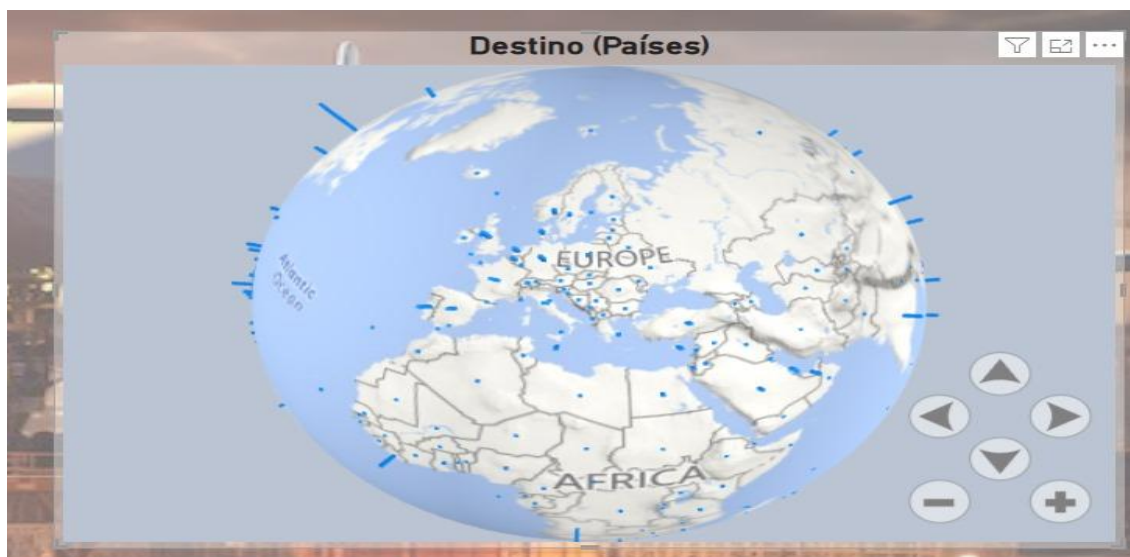 Destino (Países)
EUROPE
Atlantic
Ocean
AFRICA